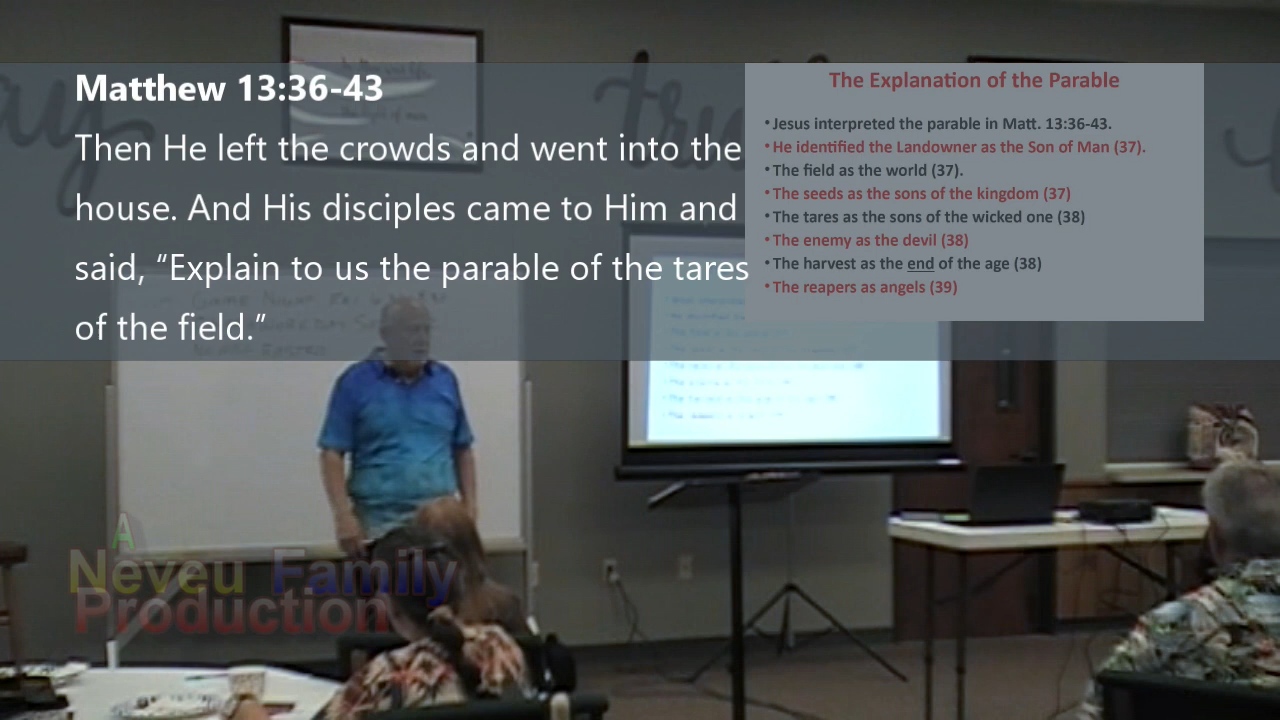 Matthew 13:36-43
Then He left the crowds and went into the
house. And His disciples came to Him and
said, “Explain to us the parable of the tares
of the field.”
The Explanation of the Parable
•Jesus interpreted the parable in Matt. 13:36-43.
•He identified the Landowner as the Son of Man (37).
•The field as the world (37).
•The seeds as the sons of the kingdom (37)
•The tares as the sons of the wicked one (38)
•The enemy as the devil (38)
•The harvest as the end of the age (38)
•The reapers as angels (39)
A
Neveu Family
Production